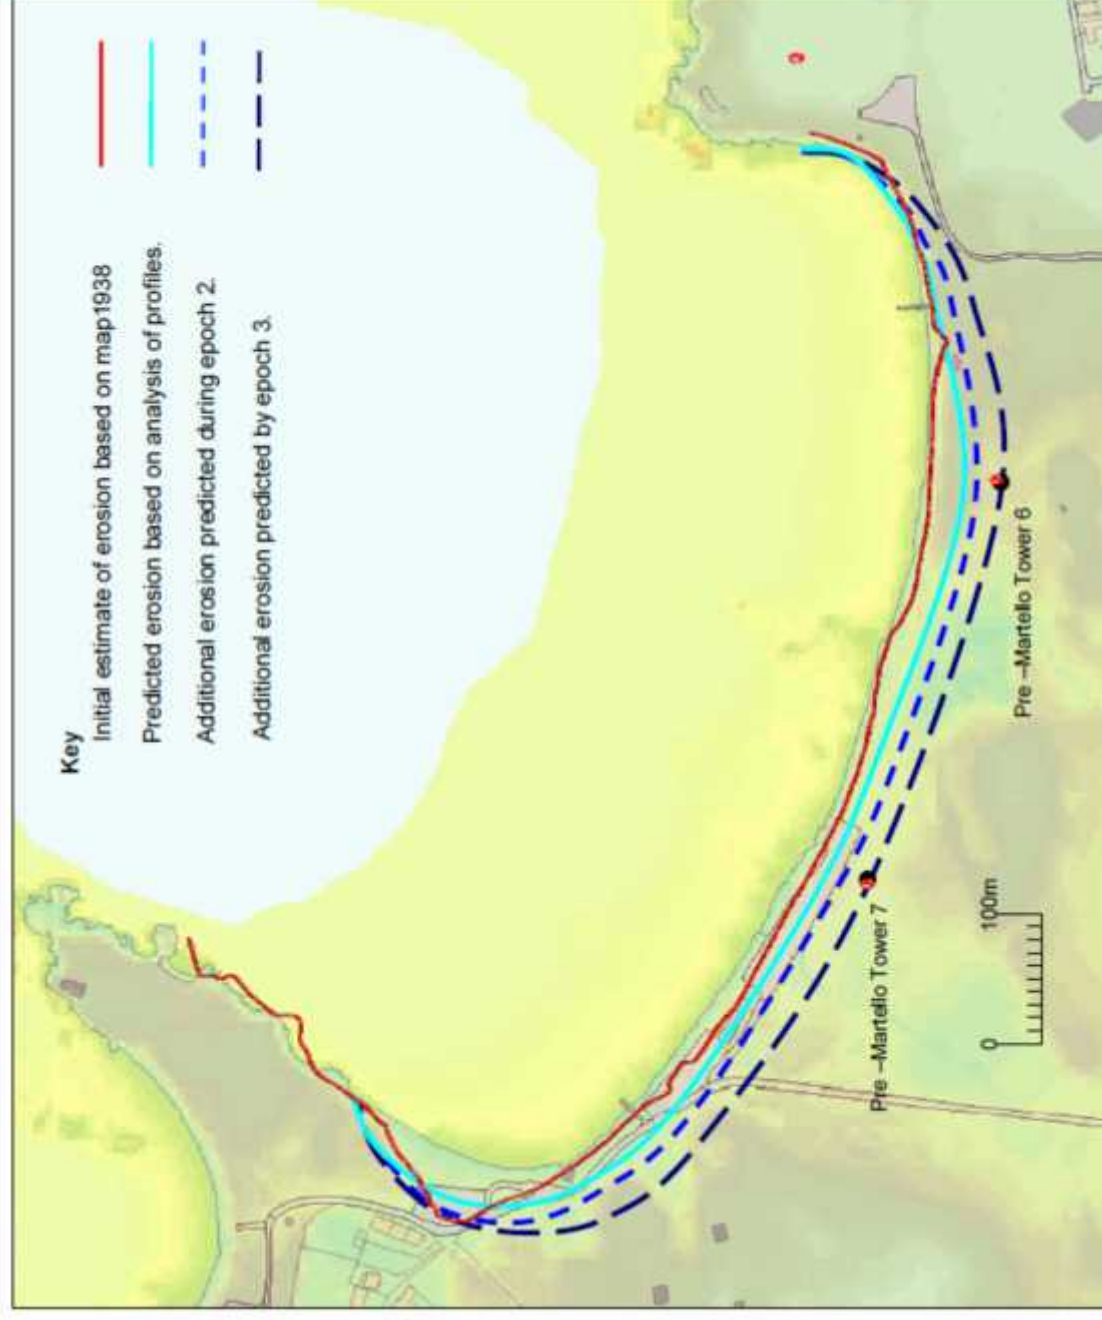 Key
Initial estimate of erosion based on map1938
Predicted erosion based on analysis of profiles.
Additional erosion predicted during epoch 2.
Additional erosion predicted by epoch 3.
Pre –Martello Tower 7
Pre –Martello Tower 6
0
100m